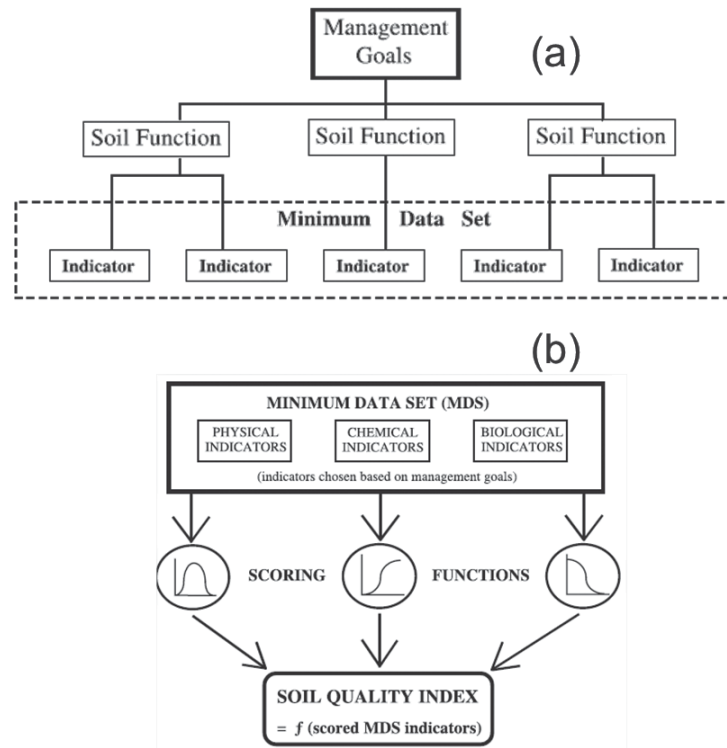 Management
Goals
(a)
Soil Function
Soil Function
Soil Function
Minimum Data Set
Indicator
Indicator
Indicator
Indicator
Indicator
(b)
MINIMUM DATA SET (MDS)
PHYSICAL
INDICATORS
CHEMICAL
INDICATORS
BIOLOGICAL
INDICATORS
(indicators chosen based on management goals)
SCORING FUNCTIONS
SOIL QUALITY INDEX
= f (scored MDS indicators)